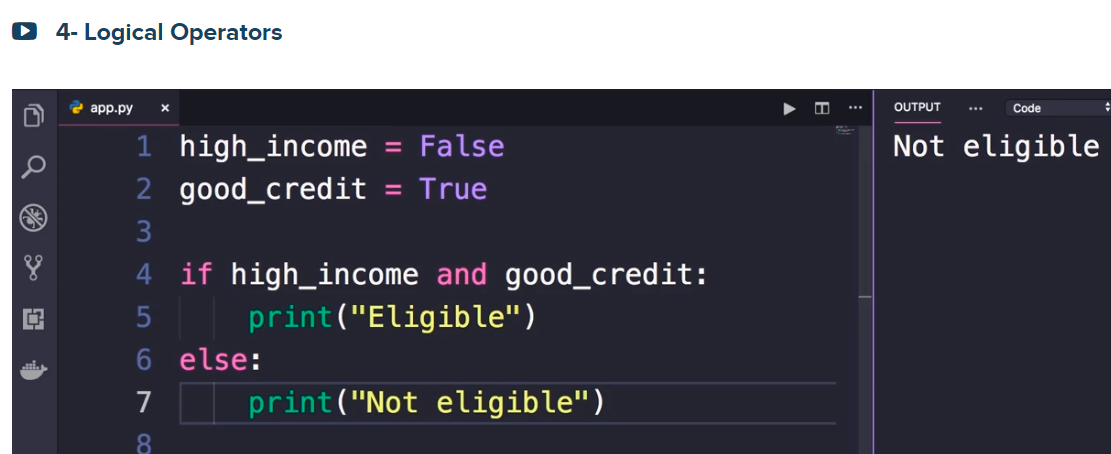 4- Logical Operators
app.py
OUTPUT
Code
1 high_income = False
2 good_credit = True
3
4 if high_income and good_credit:
5     print("Eligible")
6 else:
7     print("Not eligible")
8
Not eligible